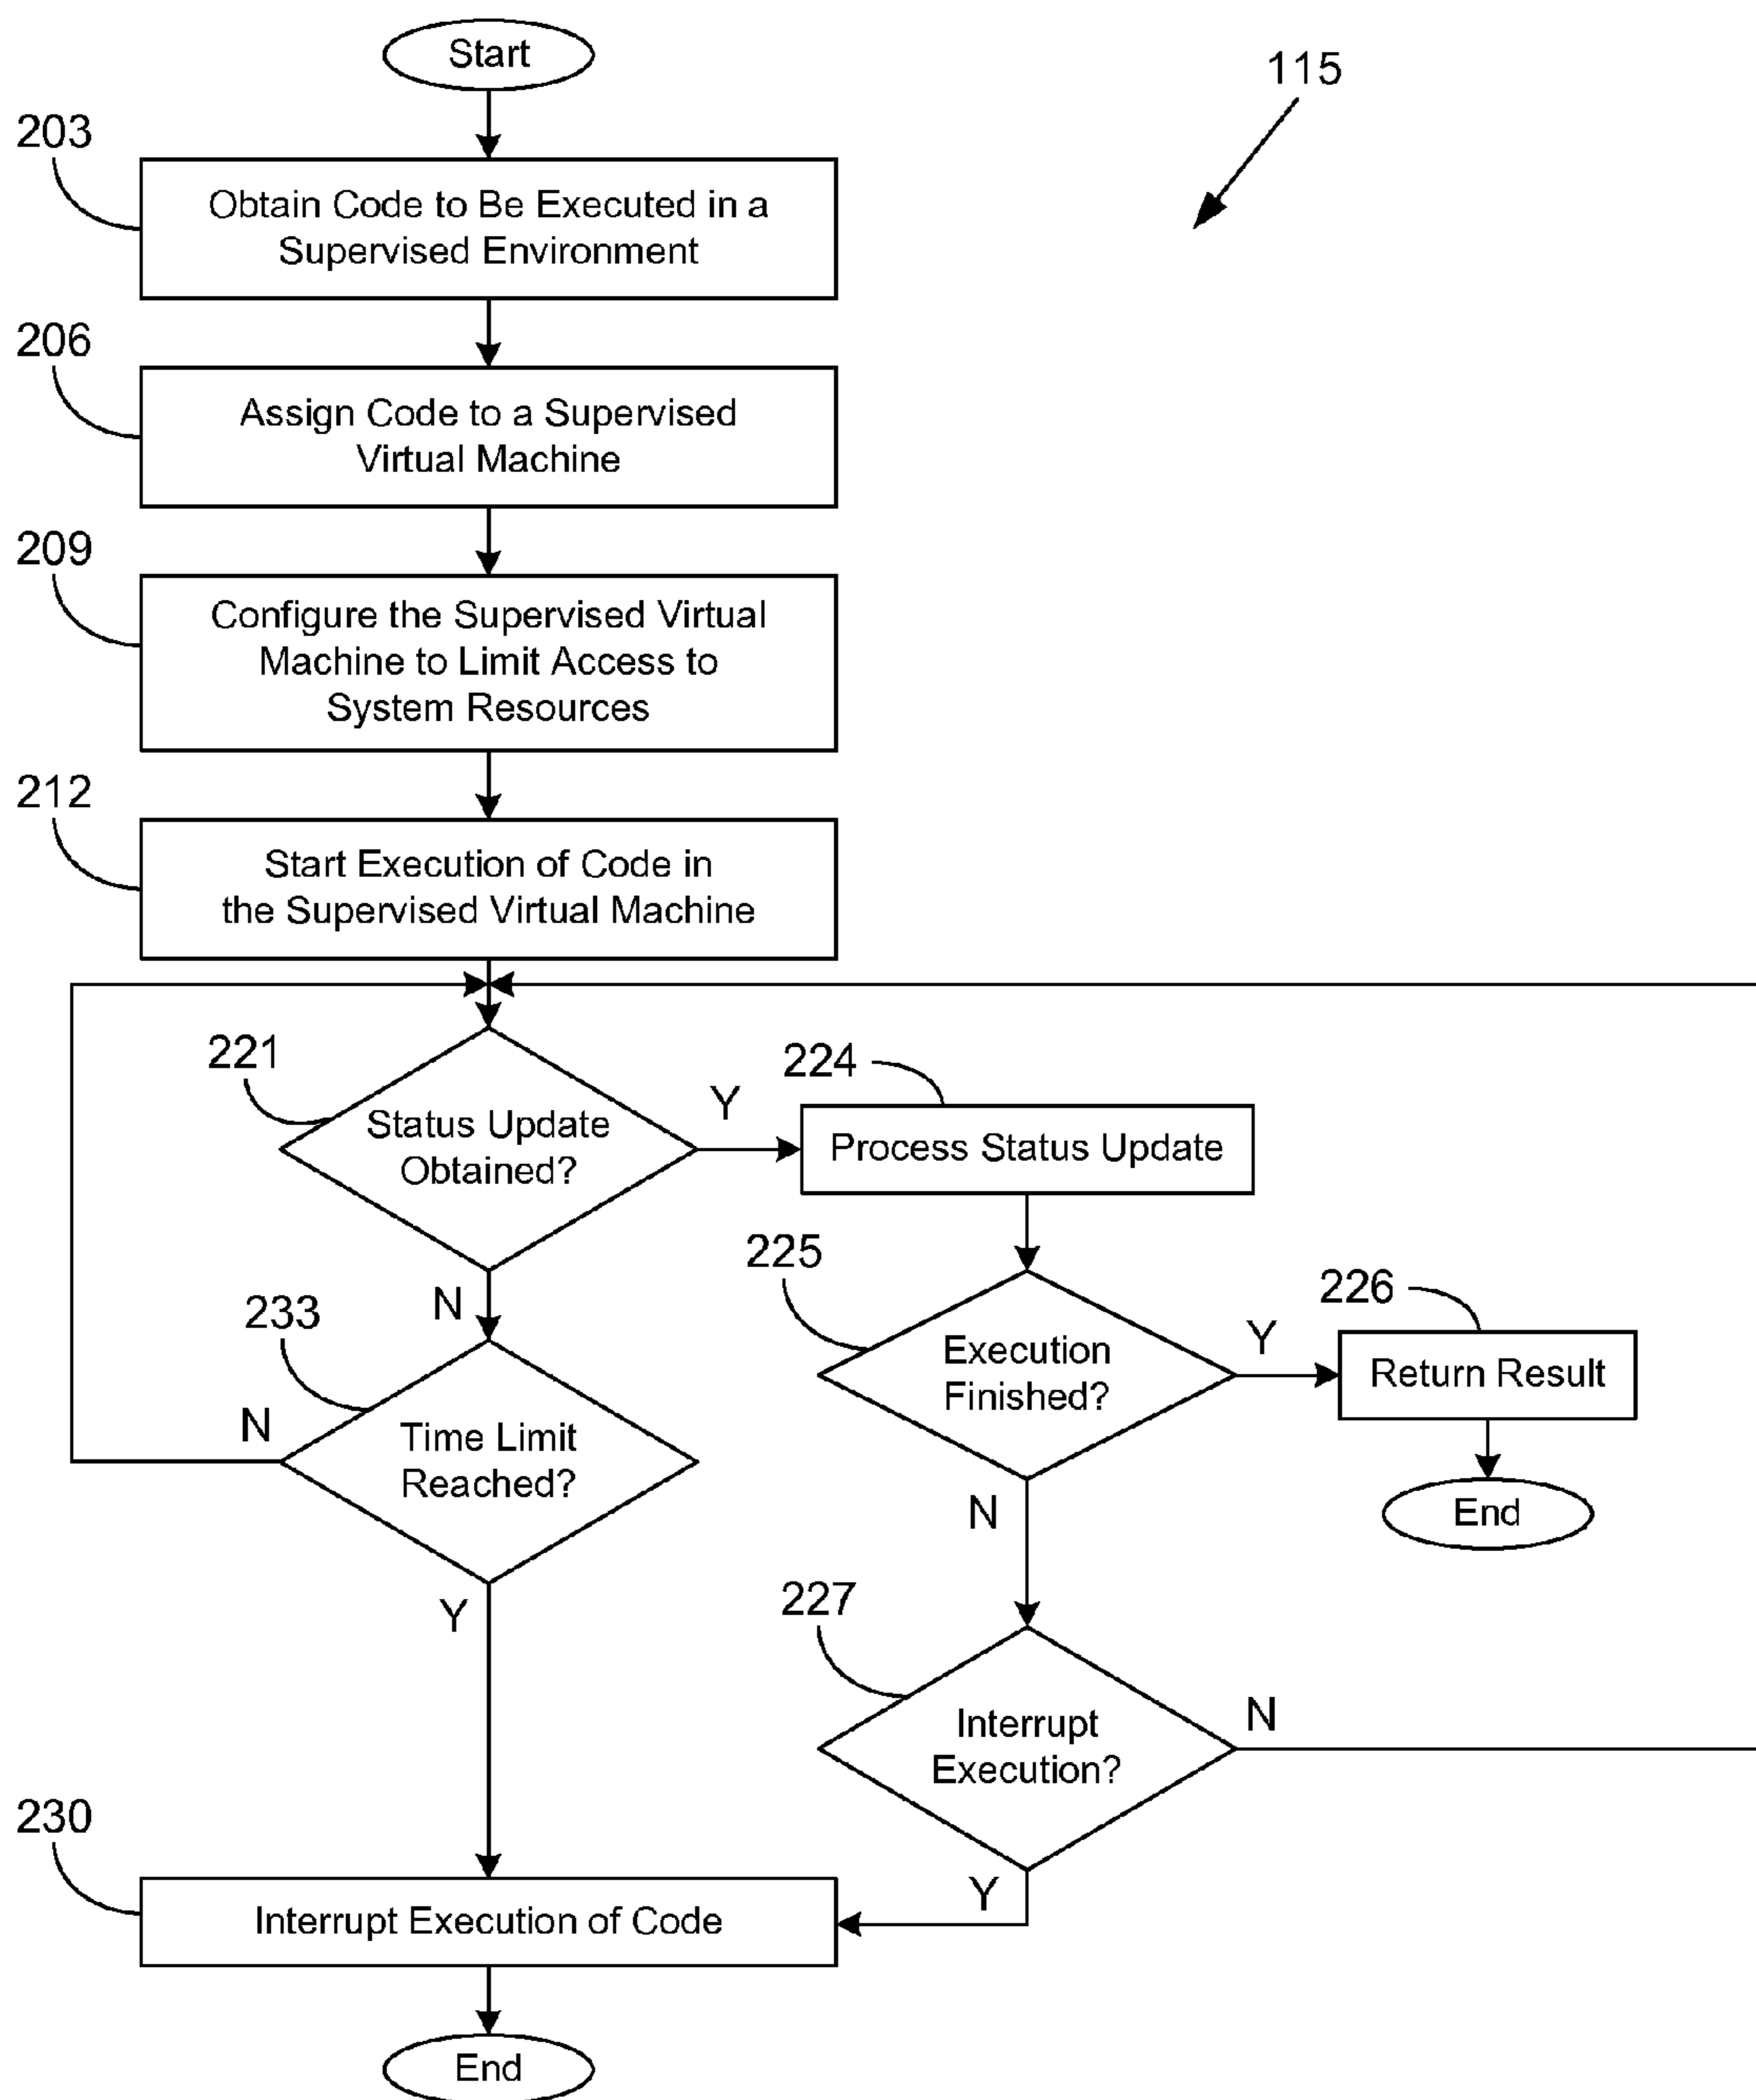 Start
115
203
Obtain Code to Be Executed in a
Supervised Environment
206
Assign Code to a Supervised
Virtual Machine
209
Configure the Supervised Virtual
Machine to Limit Access to
System Resources
212
Start Execution of Code in
the Supervised Virtual Machine
221
Status Update
Obtained?
Y
224
Process Status Update
N
225
Execution
Finished?
Y
226
Return Result
End
233
N
Time Limit
Reached?
Y
N
227
Interrupt
Execution?
N
Y
230
Interrupt Execution of Code
End